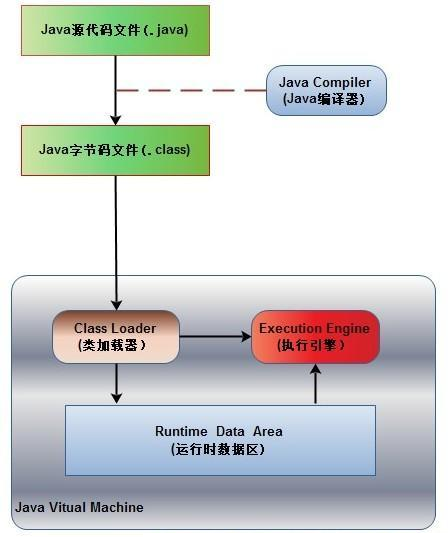 Java源代码文件(.java)
Java Compiler
(Java编译器)
Java字节码文件(.class)
Class Loader
(类加载器)
Execution Engine
(执行引擎)
Runtime Data Area
(运行时数据区)
Java Vitual Machine